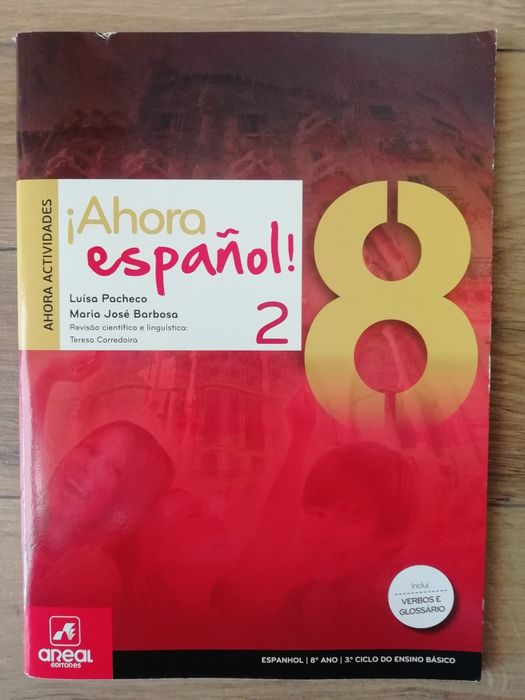 AHORA ACTIVIDADES
¡Ahora
español!
2
8
Luísa Pacheco
Maria José Barbosa
Revisão científica e linguística:
Teresa Corredoira
Inclui
VERBOS E
GLOSSÁRIO
areal
EDITORES
ESPANHOL | 8º ANO | 3.º CICLO DO ENSINO BÁSICO